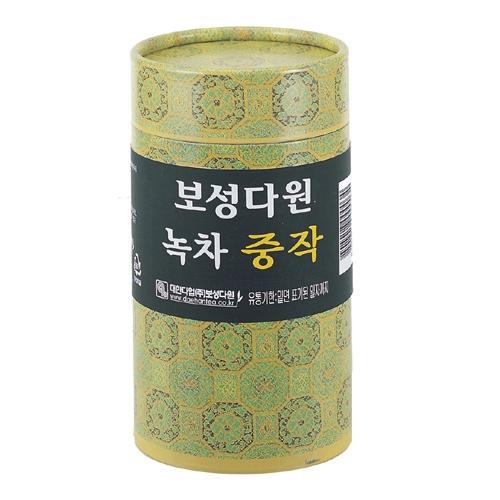 보성다원
녹차 중작
대한다업(주)보성다원
www.daehantea.co.kr
유통기한:밑면 표기된 일자까지